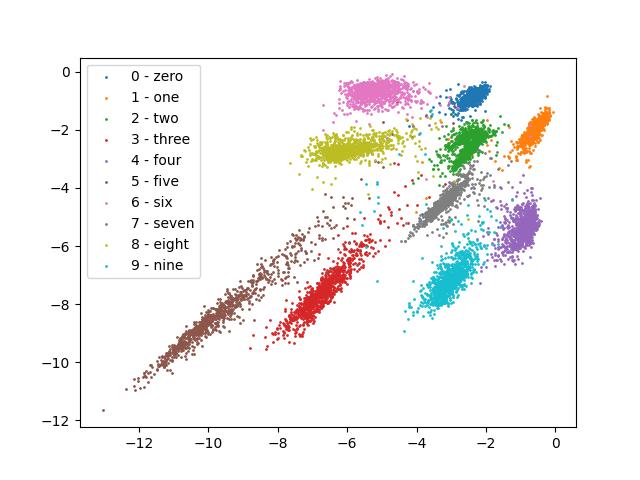 0
−2
−4
−6
−8
−10
−12
0 - zero
1 - one
2 - two
3 - three
4 - four
5 - five
6 - six
7 - seven
8 - eight
9 - nine
−12 −10 −8 −6 −4 −2 0